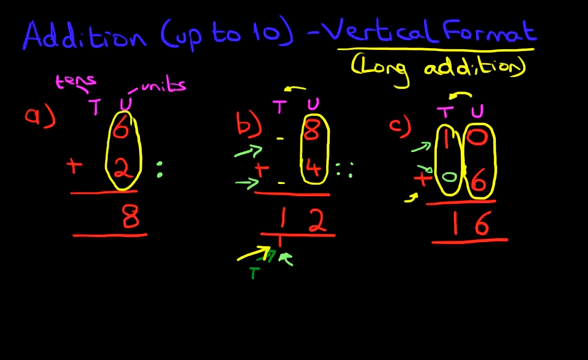 Addition (up to 10) - Vertical Format
(Long addition)
tens units
a) T U
6
+ 2
8
b) T U
- 8
+ - 4
1 2
1
T
c) T U
1 0
+ 0 6
1 6